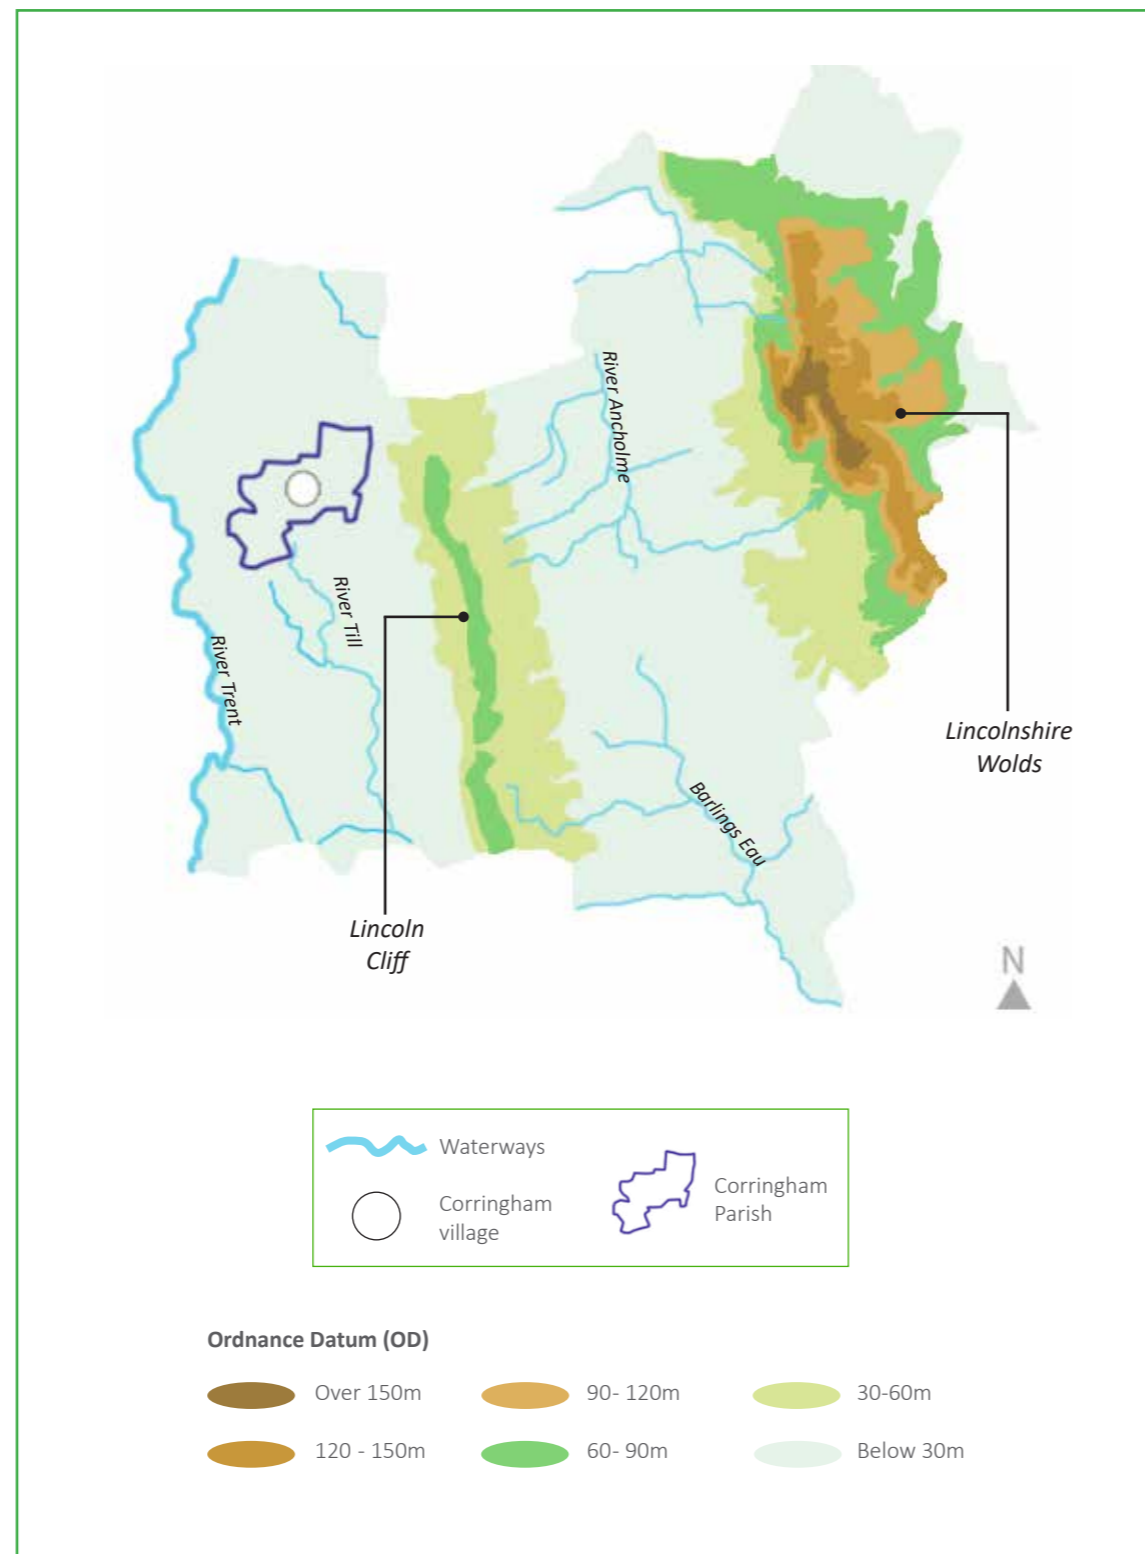 River Ancholme
River Till
River Trent
Lincolnshire
Wolds
Barlings Eau
Lincoln
Cliff
N
Waterways
Corringham
village
Corringham
Parish
Ordnance Datum (OD)
Over 150m
90- 120m
30-60m
120 - 150m
60- 90m
Below 30m